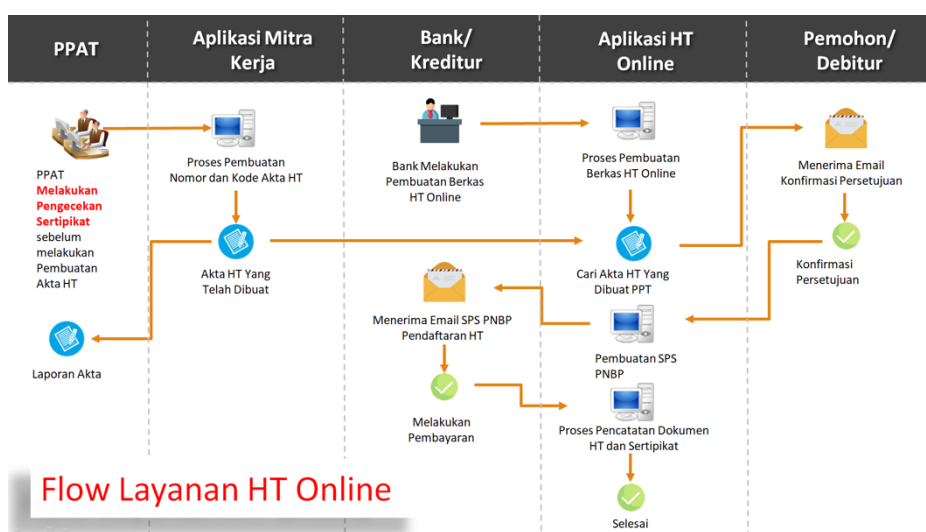 PPAT
Aplikasi Mitra
Kerja
Bank/
Kreditur
Aplikasi HT
Online
Pemohon/
Debitur
PPAT
Melakukan
Pengecekan
Sertipikat
sebelum
melakukan
Pembuatan
Akta HT
Proses Pembuatan
Nomor dan Kode Akta HT
Bank Melakukan
Pembuatan Berkas
HT Online
Proses Pembuatan
Berkas HT Online
Menerima Email
Konfirmasi Persetujuan
Akta HT Yang
Telah Dibuat
Cari Akta HT Yang
Dibuat PPT
Konfirmasi
Persetujuan
Menerima Email SPS PNBP
Pendaftaran HT
Pembuatan SPS
PNBP
Laporan Akta
Melakukan
Pembayaran
Proses Pencatatan Dokumen
HT dan Sertipikat
Selesai
Flow Layanan HT Online